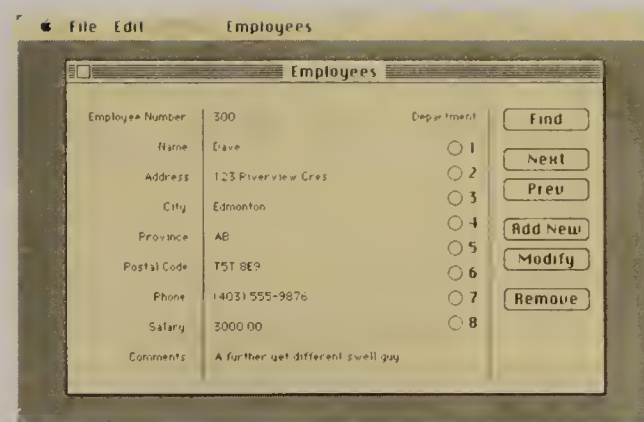 File Edit Employees
Employees
Employee Number 300
Name Dave
Address 123 Riverview Cres
City Edmonton
Province AB
Postal Code T5T 8E9
Phone (403) 555-9876
Salary 3000.00
Comments A further yet different swell guy
Department
1
2
3
4
5
6
7
8
Find
Next
Prev
Add New
Modify
Remove